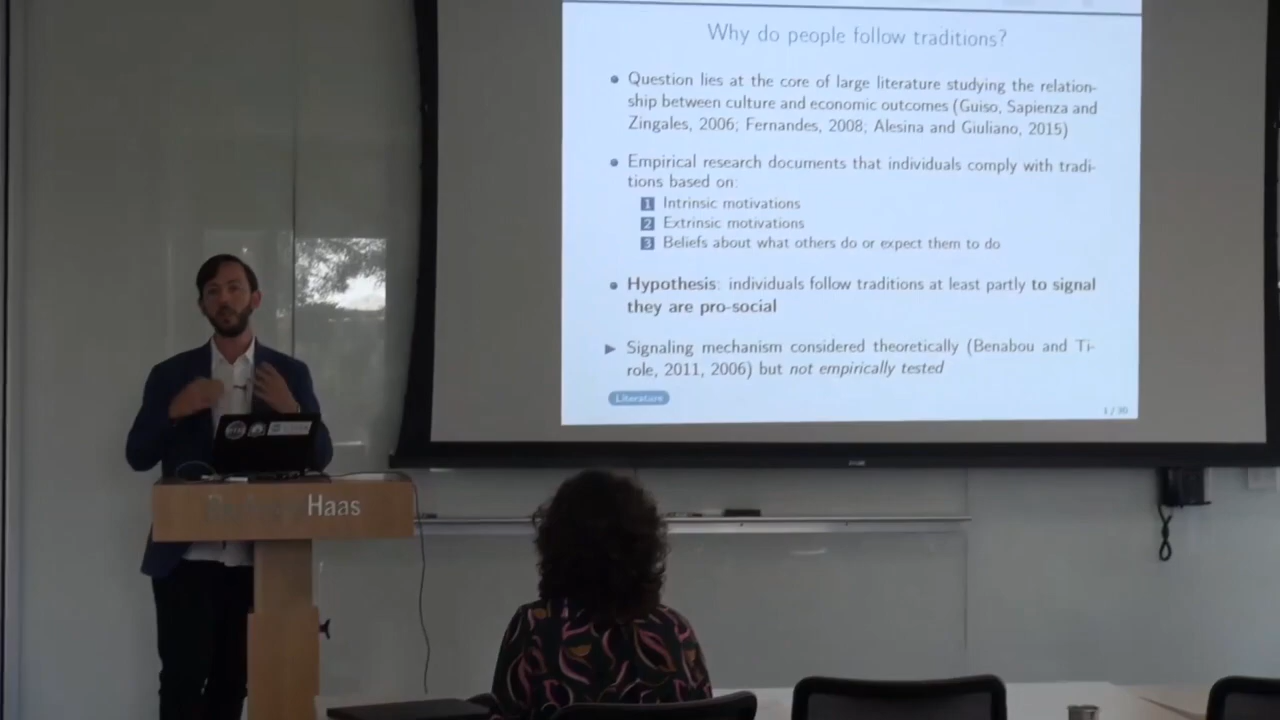 Why do people follow traditions?
Question lies at the core of large literature studying the relation-
ship between culture and economic outcomes (Guiso, Sapienza and
Zingales, 2006; Fernandes, 2008; Alesina and Giuliano, 2015)
Empirical research documents that individuals comply with tradi-
tions based on:
1 Intrinsic motivations
2 Extrinsic motivations
3 Beliefs about what others do or expect them to do
Hypothesis: individuals follow traditions at least partly to signal
they are pro-social
Signaling mechanism considered theoretically (Benabou and Ti-
role, 2011, 2006) but not empirically tested
Literature
1 / 30
Haas